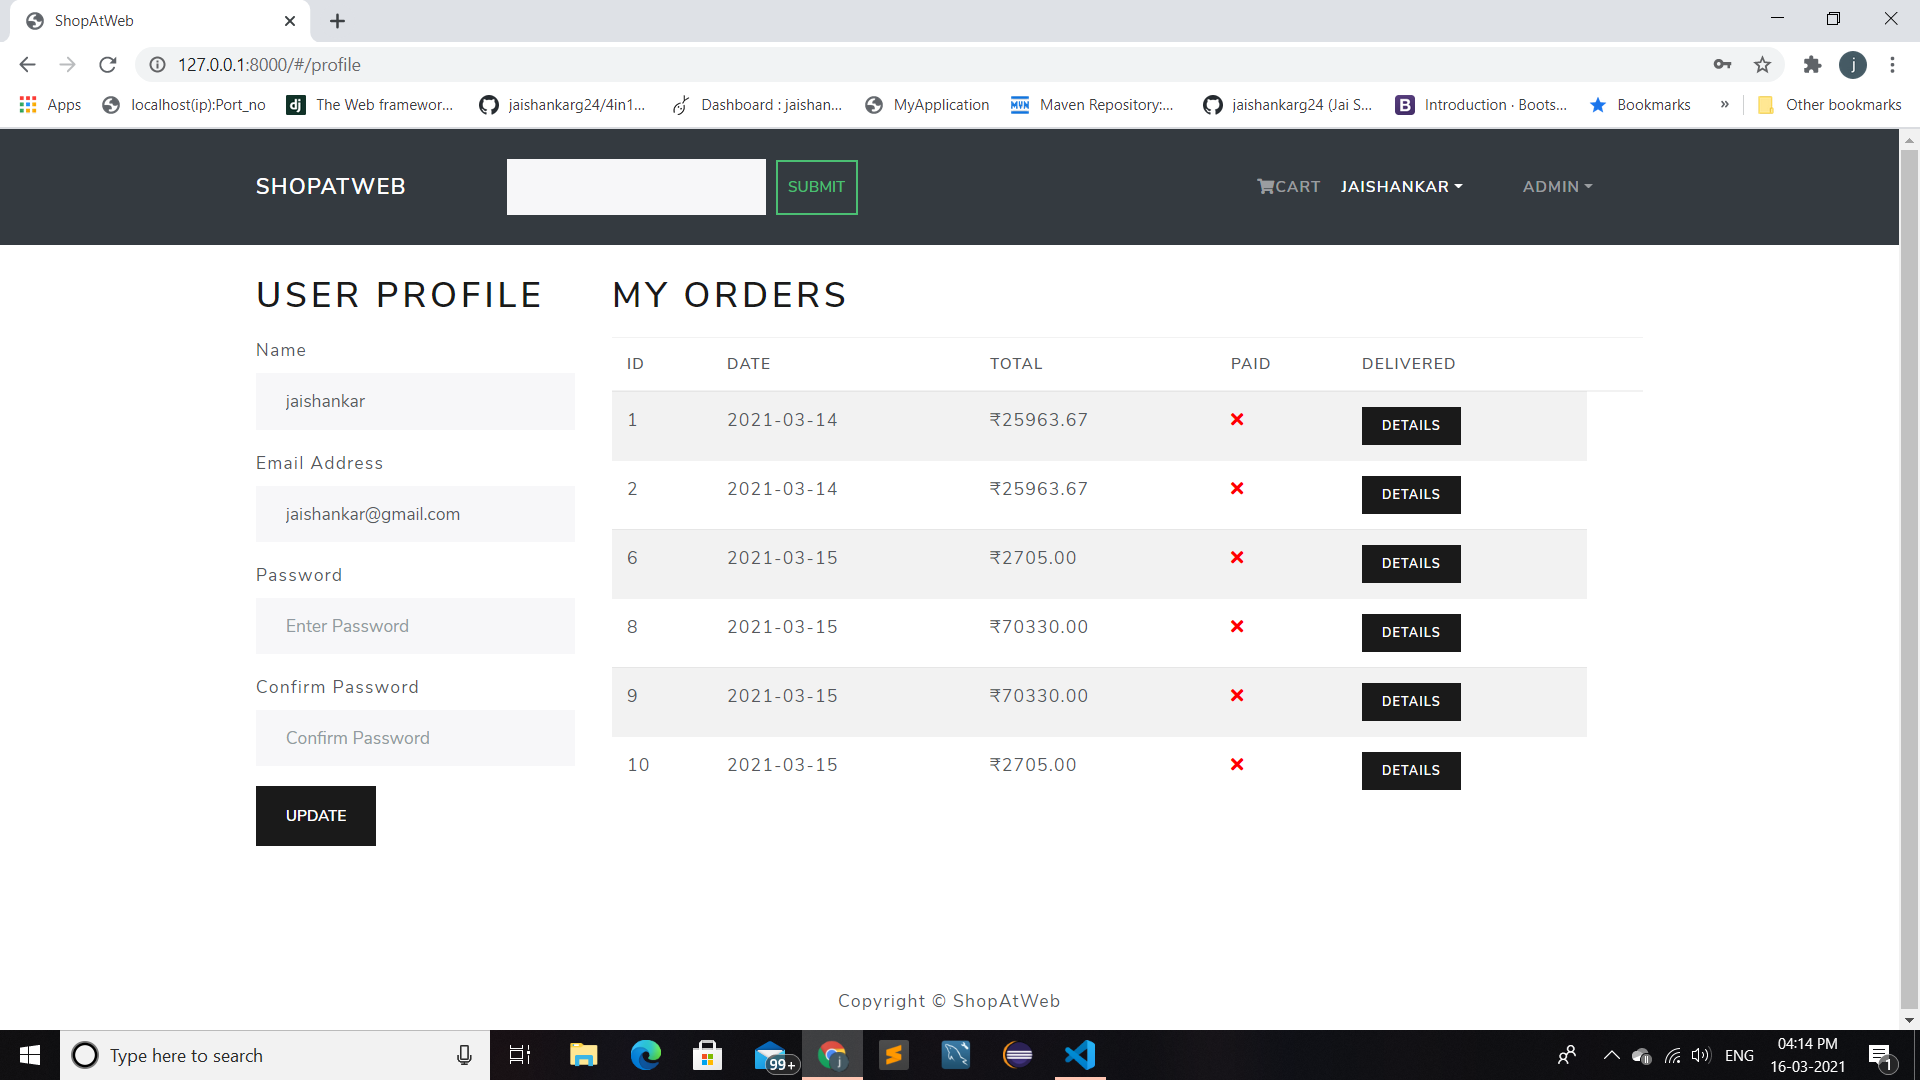 ShopAtWeb
127.0.0.1:8000/#/profile
j
Apps
localhost(ip):Port_no
dj
The Web framewor...
jaishankarg24/4in1...
Dashboard : jaishan...
MyApplication
MVN
Maven Repository:...
jaishankarg24 (Jai S...
B
Introduction · Boots...
Bookmarks
»
Other bookmarks
SHOPATWEB
SUBMIT
CART
JAISHANKAR
ADMIN
USER PROFILE
Name
jaishankar
Email Address
jaishankar@gmail.com
Password
Enter Password
Confirm Password
Confirm Password
UPDATE
MY ORDERS
ID DATE TOTAL PAID DELIVERED
1 2021-03-14 ₹25963.67 DETAILS
2 2021-03-14 ₹25963.67 DETAILS
6 2021-03-15 ₹2705.00 DETAILS
8 2021-03-15 ₹70330.00 DETAILS
9 2021-03-15 ₹70330.00 DETAILS
10 2021-03-15 ₹2705.00 DETAILS
Copyright © ShopAtWeb
Type here to search
99+
j
ENG
04:14 PM
16-03-2021
1